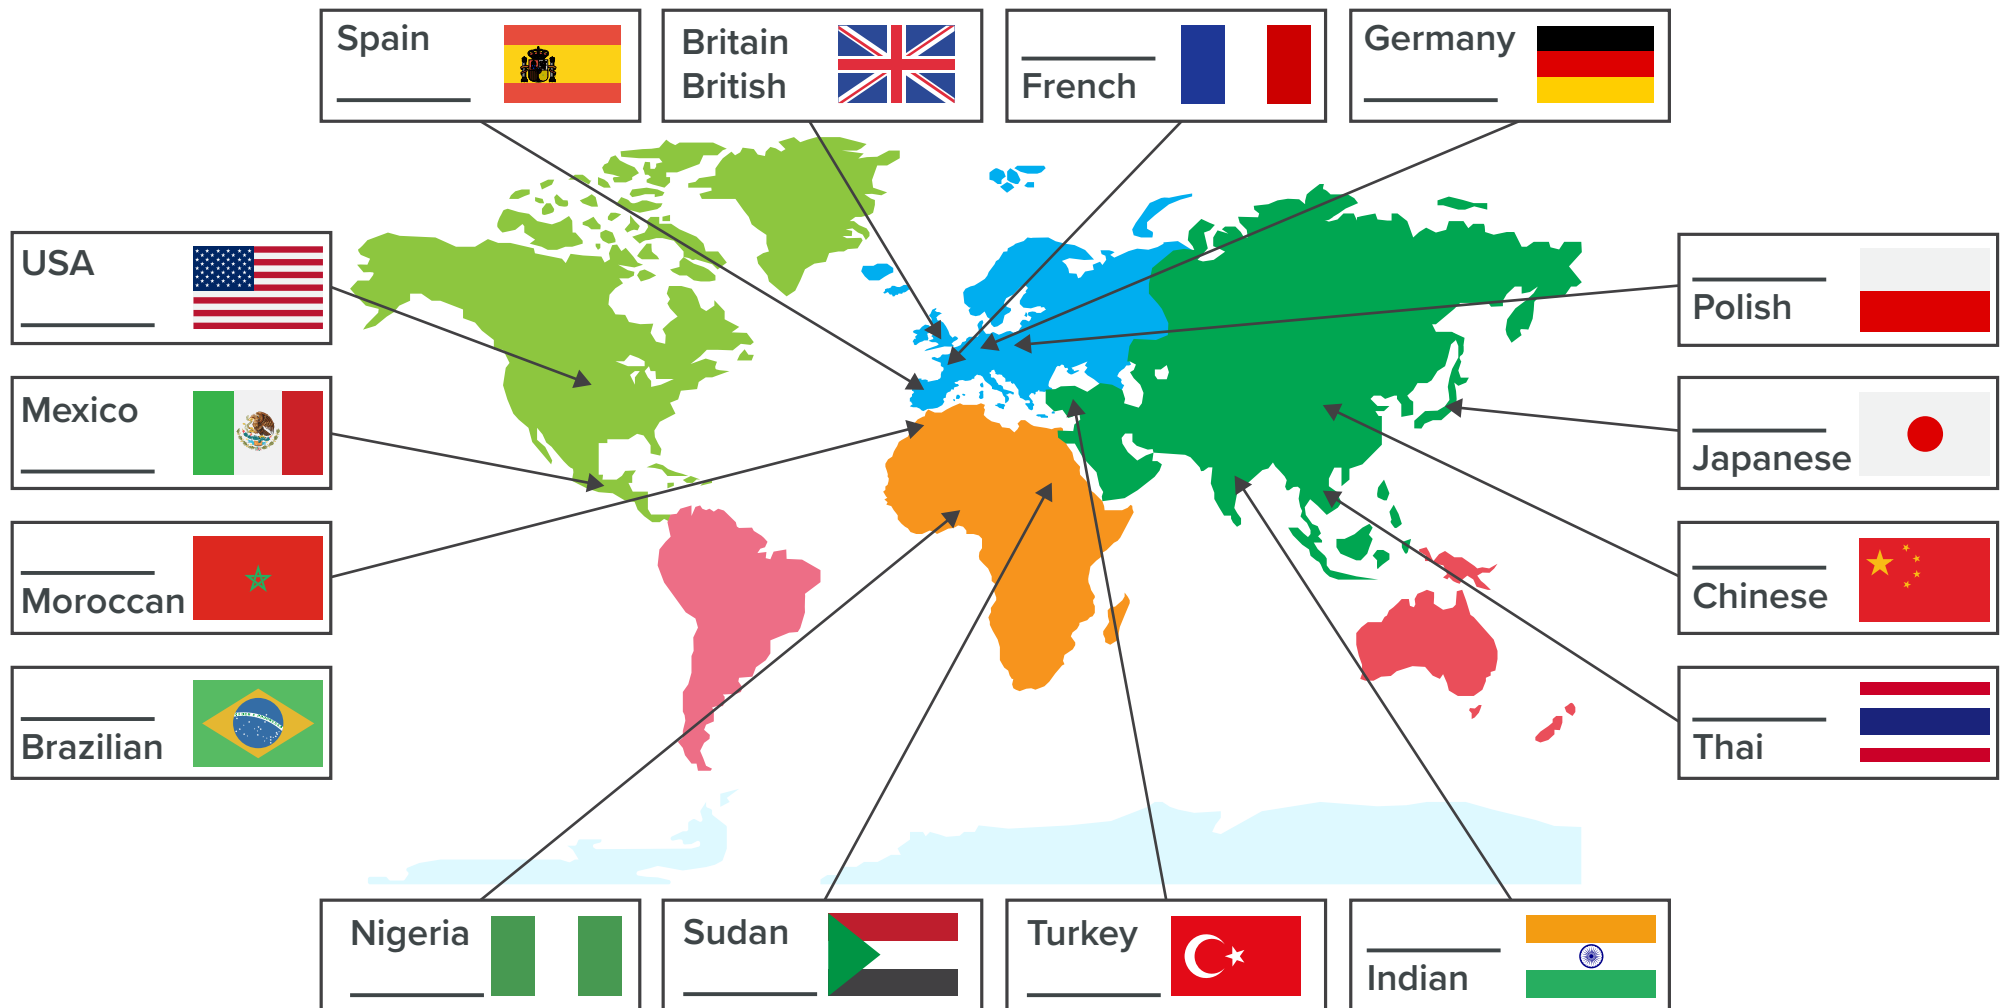 Spain
Britain
British
French
Germany
USA
Polish
Mexico
Japanese
Moroccan
Chinese
Brazilian
Thai
Nigeria
Sudan
Turkey
Indian